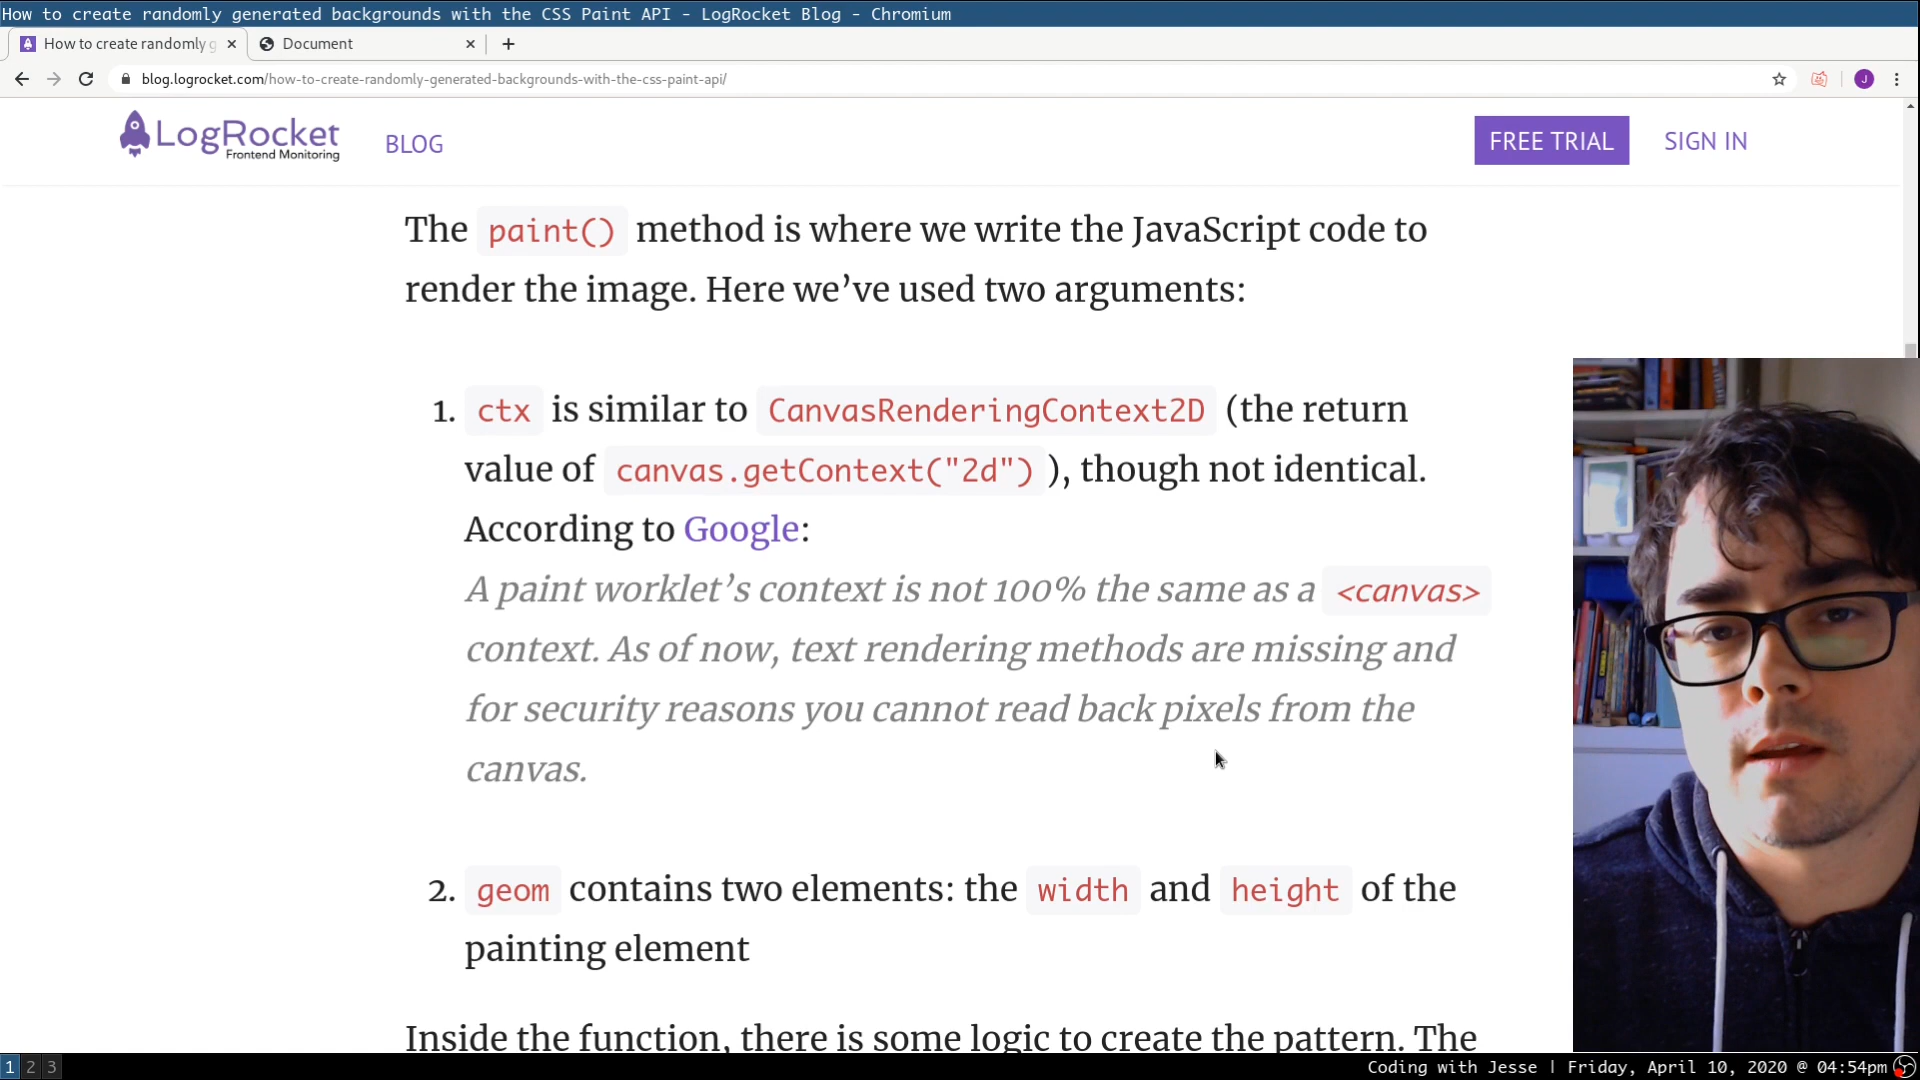 How to create randomly generated backgrounds with the CSS Paint API - LogRocket Blog - Chromium
How to create randomly g
Document
blog.logrocket.com/how-to-create-randomly-generated-backgrounds-with-the-css-paint-api/
J
LogRocket
Frontend Monitoring
BLOG
FREE TRIAL
SIGN IN
The paint() method is where we write the JavaScript code to
render the image. Here we’ve used two arguments:
1. ctx is similar to CanvasRenderingContext2D (the return
value of canvas.getContext("2d") ), though not identical.
According to Google:
A paint worklet’s context is not 100% the same as a <canvas>
context. As of now, text rendering methods are missing and
for security reasons you cannot read back pixels from the
canvas.
2. geom contains two elements: the width and height of the
painting element
Inside the function, there is some logic to create the pattern. The
1 2 3
Coding with Jesse | Friday, April 10, 2020 @ 04:54pm